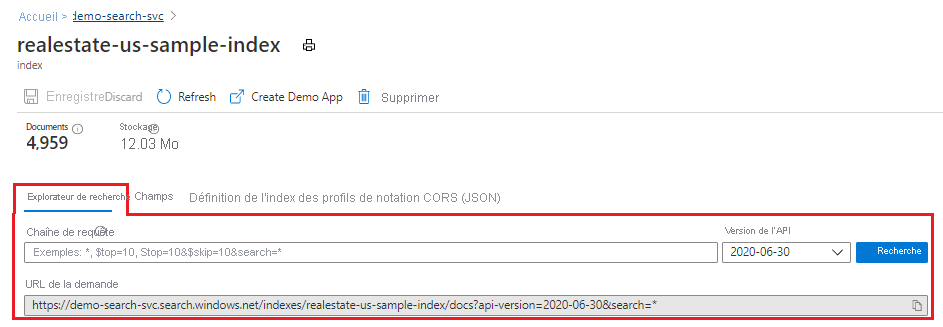 Accueil > demo-search-svc >
realestate-us-sample-index
index
EnregistreDiscard Refresh Create Demo App Supprimer
Documents Stockage
4,959 12.03 Mo
Explorateur de recherche Champs Définition de l'index des profils de notation CORS (JSON)
Chaîne de requête Version de l'API
Exemples: *, $top=10, Stop=10&$skip=10&search=* 2020-06-30 Recherche
URL de la demande
https://demo-search-svc.search.windows.net/indexes/realestate-us-sample-index/docs?api-version=2020-06-30&search=*